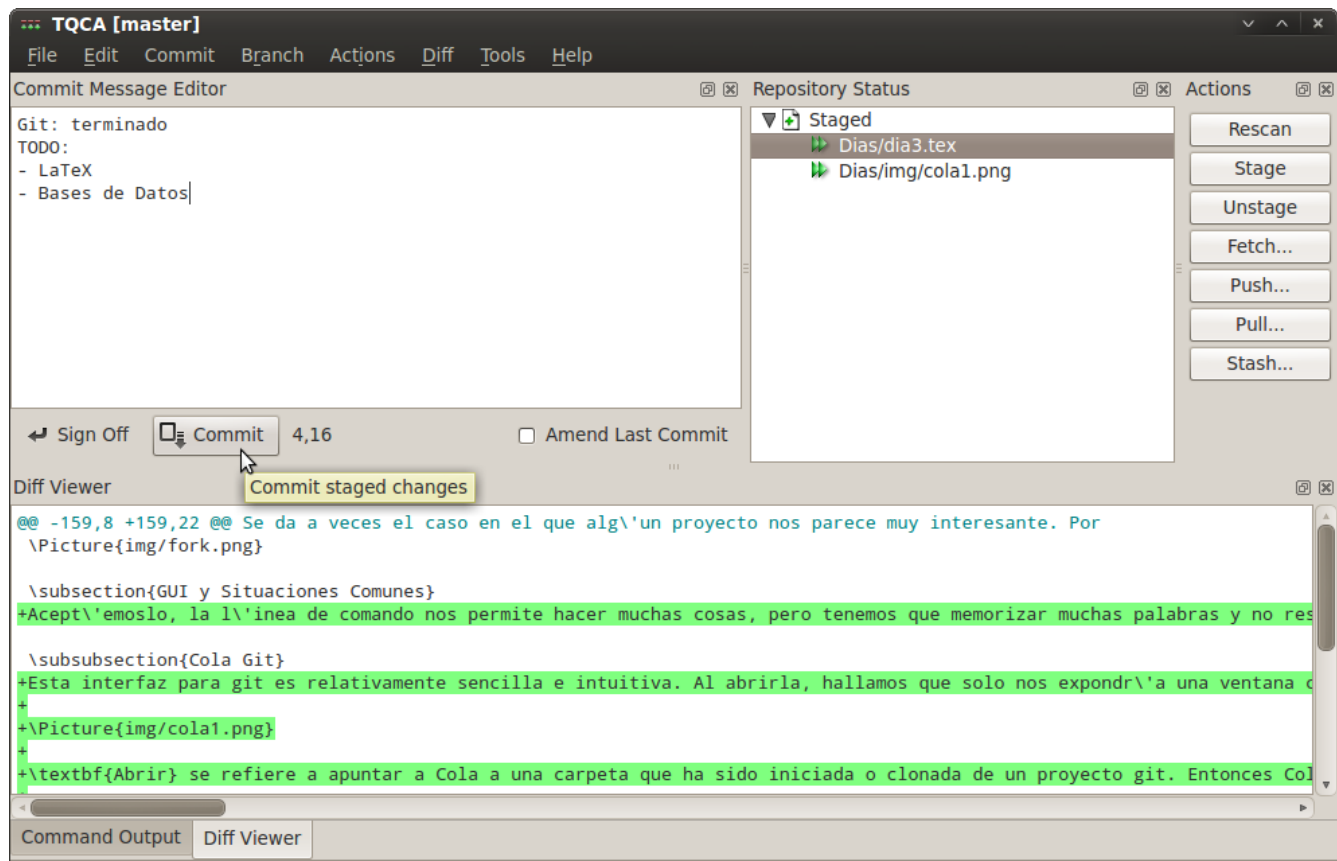 TQCA [master]
File Edit Commit Branch Actions Diff Tools Help
Commit Message Editor
Git: terminado
TODO:
- LaTeX
- Bases de Datos
Sign Off Commit 4,16 Amend Last Commit
Commit staged changes
Repository Status
Staged
Dias/dia3.tex
Dias/img/cola1.png
Actions
Rescan
Stage
Unstage
Fetch...
Push...
Pull...
Stash...
Diff Viewer
@@ -159,8 +159,22 @@ Se da a veces el caso en el que alg\'un proyecto nos parece muy interesante. Por
\Picture{img/fork.png}
\subsection{GUI y Situaciones Comunes}
+Acept\'emoslo, la l\'inea de comando nos permite hacer muchas cosas, pero tenemos que memorizar muchas palabras y no res
\subsubsection{Cola Git}
+Esta interfaz para git es relativamente sencilla e intuitiva. Al abrirla, hallamos que solo nos expondr\'a una ventana
+
+\Picture{img/cola1.png}
+
+\textbf{Abrir} se refiere a apuntar a Cola a una carpeta que ha sido iniciada o clonada de un proyecto git. Entonces Col
Command Output Diff Viewer